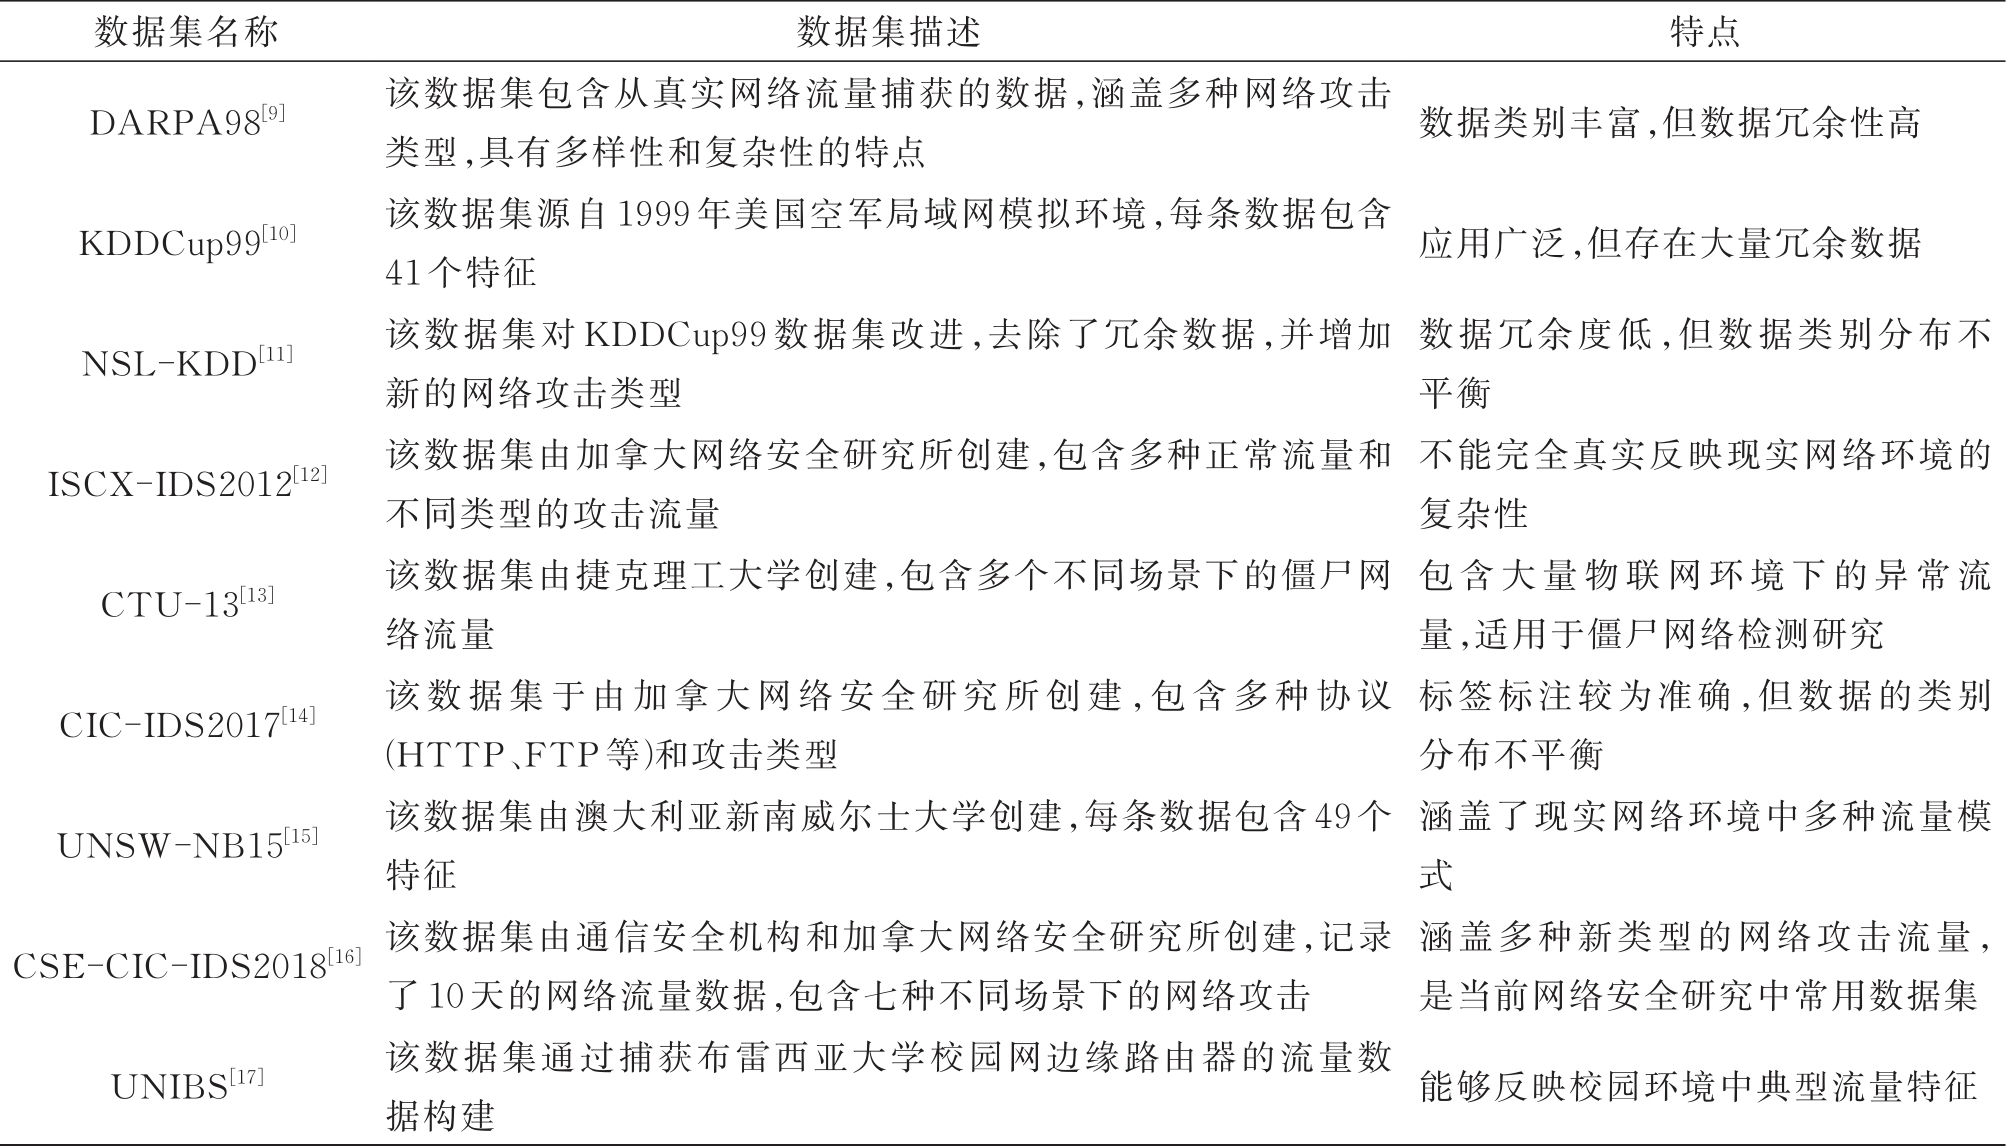 数据集名称 数据集描述 特点
DARPA98[9] 该数据集包含从真实网络流量捕获的数据,涵盖多种网络攻击
类型,具有多样性和复杂性的特点 数据类别丰富,但数据冗余性高
KDDCup99[10] 该数据集源自1999年美国空军局域网模拟环境,每条数据包含
41个特征 应用广泛,但存在大量冗余数据
NSL-KDD[11] 该数据集对KDDCup99数据集改进,去除了冗余数据,并增加
新的网络攻击类型 数据冗余度低,但数据类别分布不
平衡
ISCX-IDS2012[12] 该数据集由加拿大网络安全研究所创建,包含多种正常流量和
不同类型的攻击流量 不能完全真实反映现实网络环境的
复杂性
CTU-13[13] 该数据集由捷克理工大学创建,包含多个不同场景下的僵尸网
络流量 包含大量物联网环境下的异常流
量,适用于僵尸网络检测研究
CIC-IDS2017[14] 该数据集于由加拿大网络安全研究所创建,包含多种协议
(HTTP、FTP等)和攻击类型 标签标注较为准确,但数据的类别
分布不平衡
UNSW-NB15[15] 该数据集由澳大利亚新南威尔士大学创建,每条数据包含49个
特征 涵盖了现实网络环境中多种流量模
式
CSE-CIC-IDS2018[16] 该数据集由通信安全机构和加拿大网络安全研究所创建,记录
了10天的网络流量数据,包含七种不同场景下的网络攻击 涵盖多种新类型的网络攻击流量,
是当前网络安全研究中常用数据集
UNIBS[17] 该数据集通过捕获布雷西亚大学校园网边缘路由器的流量数
据构建 能够反映校园环境中典型流量特征